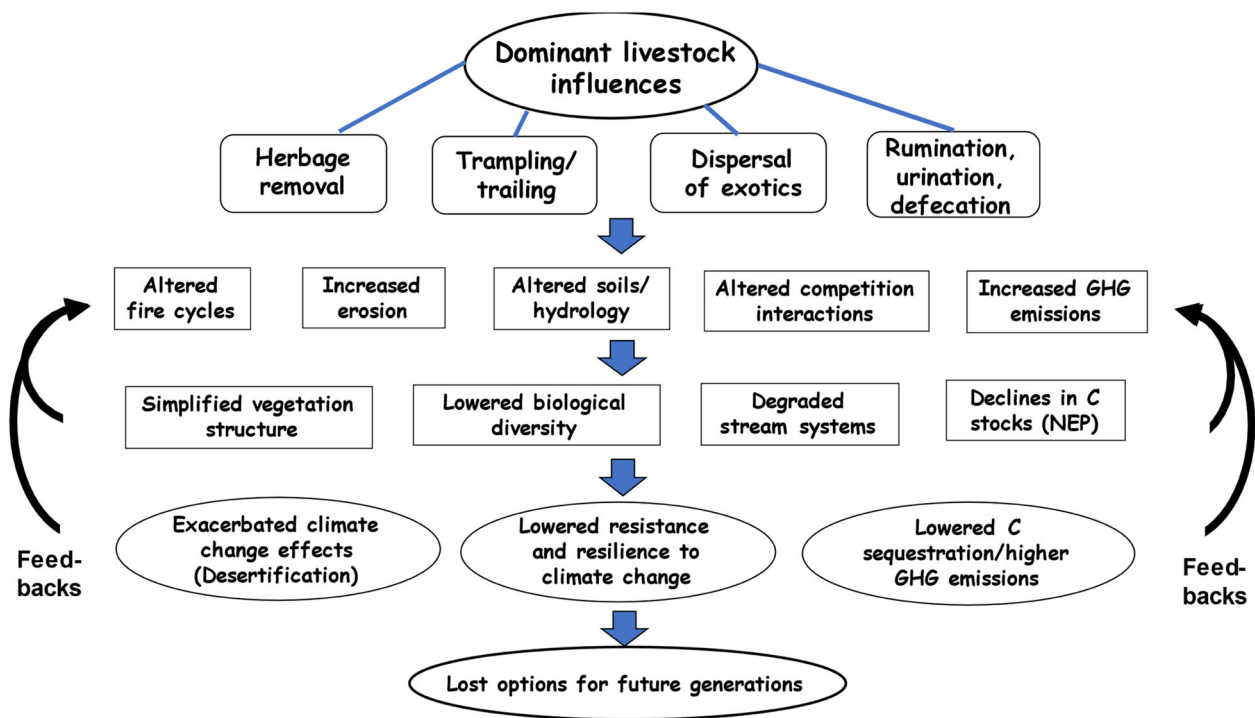 Dominant livestock
influences
Herbage
removal
Trampling/
trailing
Dispersal
of exotics
Rumination,
urination,
defecation
Altered
fire cycles
Increased
erosion
Altered soils/
hydrology
Altered competition
interactions
Increased GHG
emissions
Simplified vegetation
structure
Lowered biological
diversity
Degraded
stream systems
Declines in C
stocks (NEP)
Feed-
backs
Exacerbated climate
change effects
(Desertification)
Lowered resistance
and resilience to
climate change
Lowered C
sequestration/higher
GHG emissions
Feed-
backs
Lost options for future generations